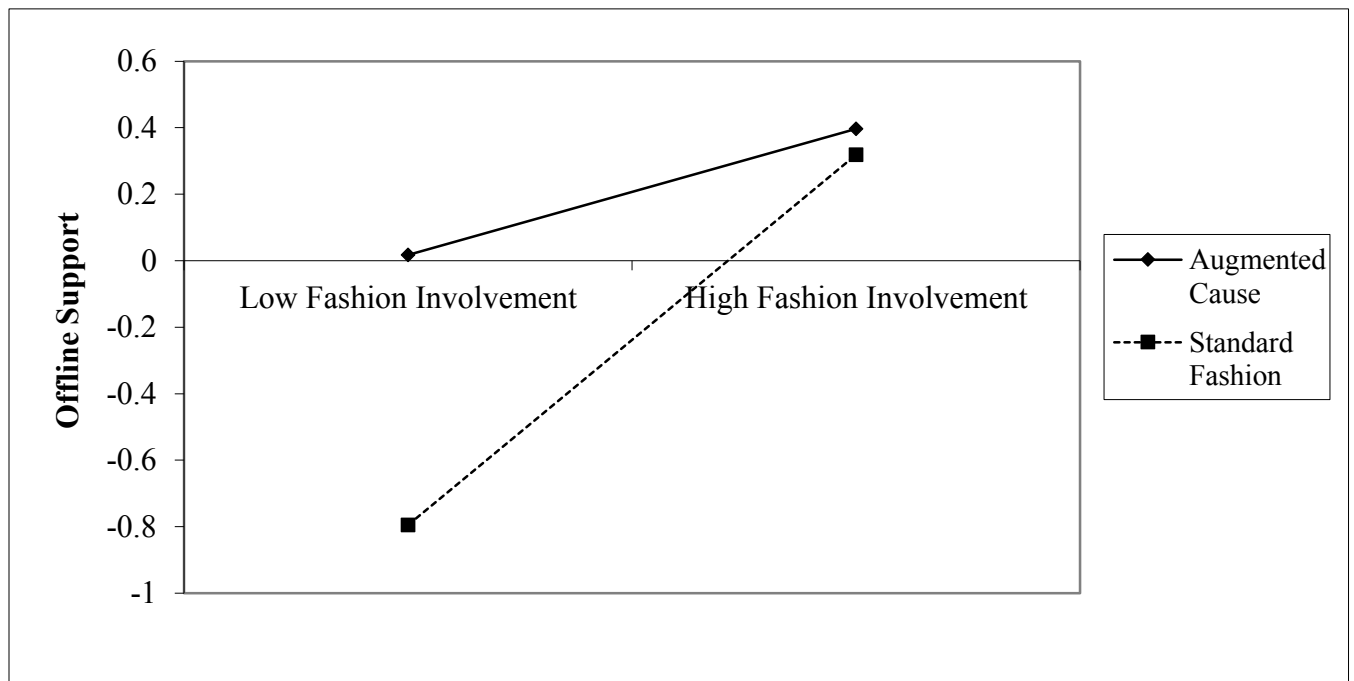 0.6
0.4
0.2
0
-0.2
-0.4
-0.6
-0.8
-1
Offline Support
Low Fashion Involvement
High Fashion Involvement
Augmented
Cause
Standard
Fashion